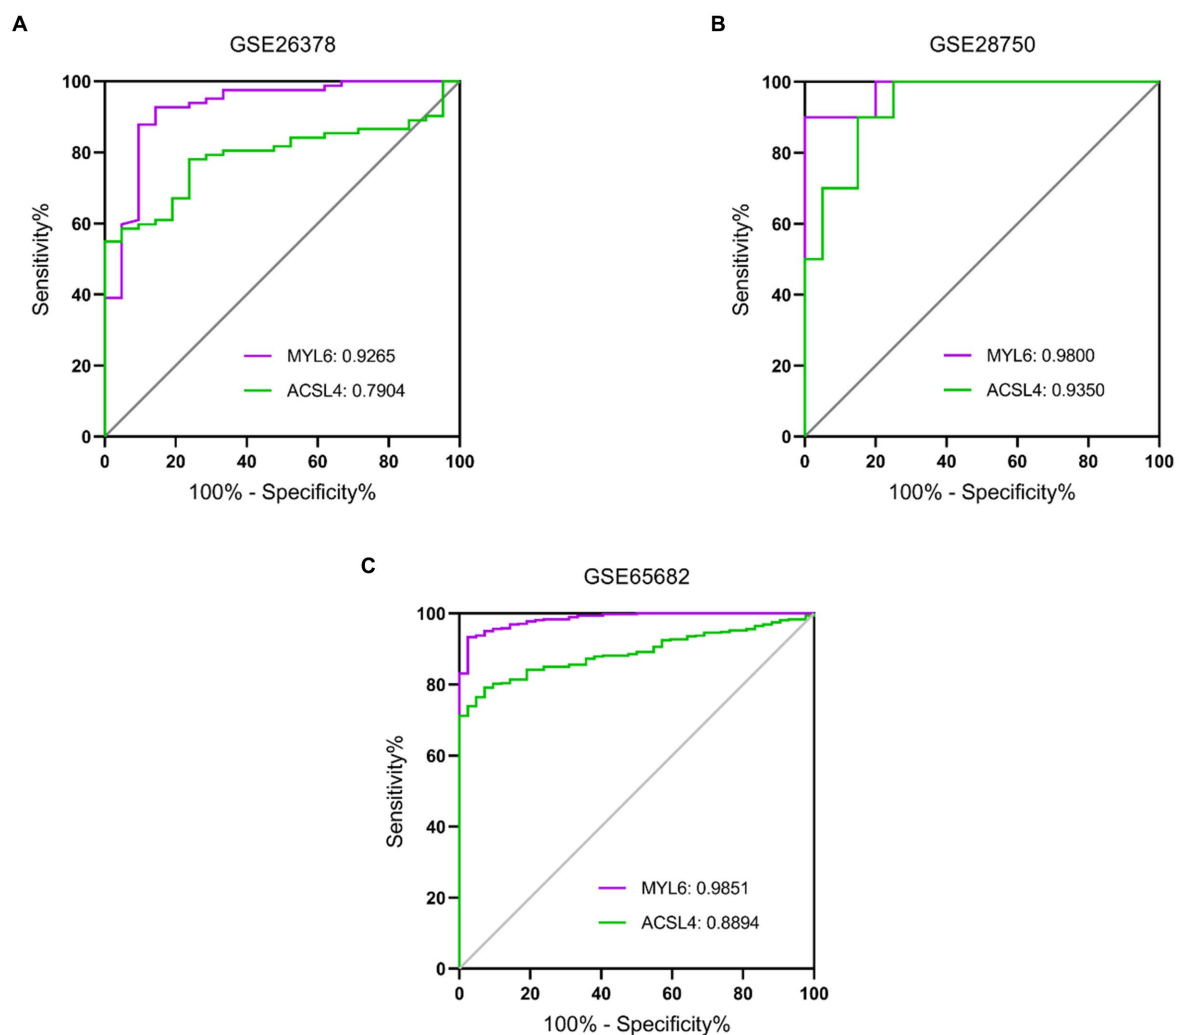 A
GSE26378
Sensitivity%
100
80
60
40
20
0
MYL6: 0.9265
ACSL4: 0.7904
0 20 40 60 80 100
100% - Specificity%
B
GSE28750
Sensitivity%
100
80
60
40
20
0
MYL6: 0.9800
ACSL4: 0.9350
0 20 40 60 80 100
100% - Specificity%
C
GSE65682
Sensitivity%
100
80
60
40
20
0
MYL6: 0.9851
ACSL4: 0.8894
0 20 40 60 80 100
100% - Specificity%